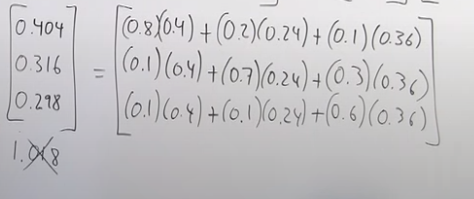 [0.404] = [(0.8)(0.4) + (0.2)(0.24) + (0.1)(0.36)]
[0.316] = [(0.1)(0.4) + (0.7)(0.24) + (0.3)(0.36)]
[0.298] = [(0.1)(0.4) + (0.1)(0.24) + (0.6)(0.36)]
1.018